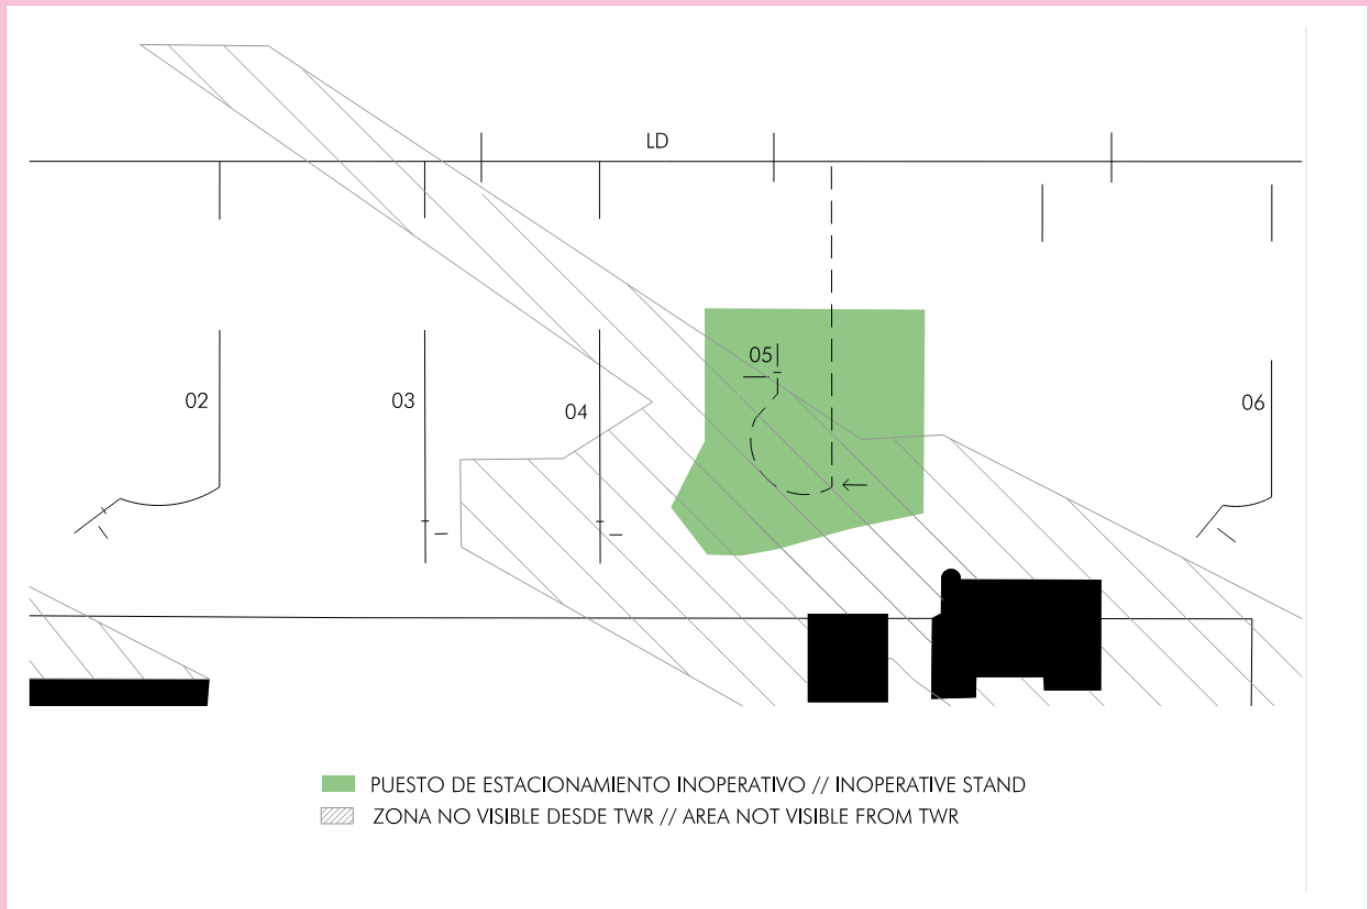 LD
05
02
03
04
06
PUESTO DE ESTACIONAMIENTO INOPERATIVO // INOPERATIVE STAND
ZONA NO VISIBLE DESDE TWR // AREA NOT VISIBLE FROM TWR